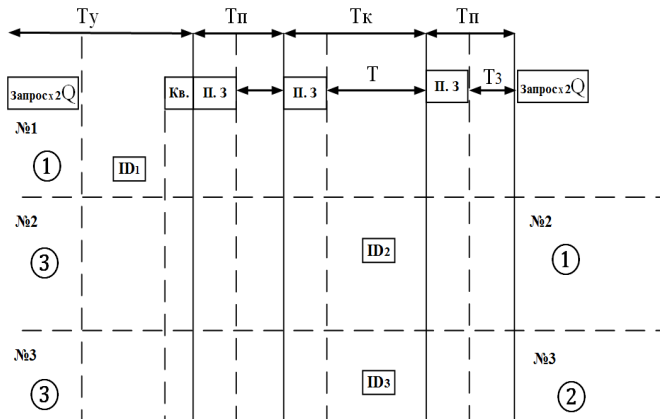 Ту Тп Тк Тп
Запрос х 2Q Кв. П. З П. З Т П. З Тз Запрос х 2Q
№1
1 ID1
№2 №2
3 ID2 1
№3 №3
3 ID3 2